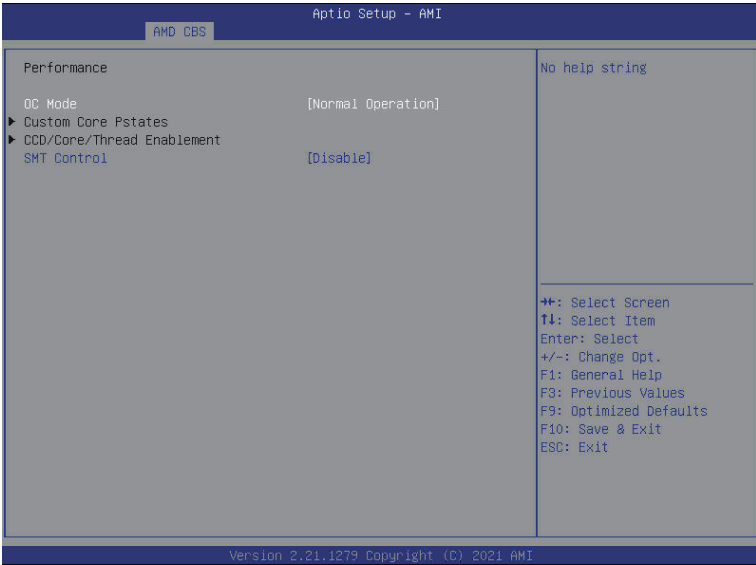 Aptio Setup – AMI
AMD CBS
Performance
OC Mode [Normal Operation]
▶ Custom Core Pstates
▶ CCD/Core/Thread Enablement
SMT Control [Disable]
No help string
→←: Select Screen
↑↓: Select Item
Enter: Select
+/-: Change Opt.
F1: General Help
F3: Previous Values
F9: Optimized Defaults
F10: Save & Exit
ESC: Exit
Version 2.21.1279 Copyright (C) 2021 AMI